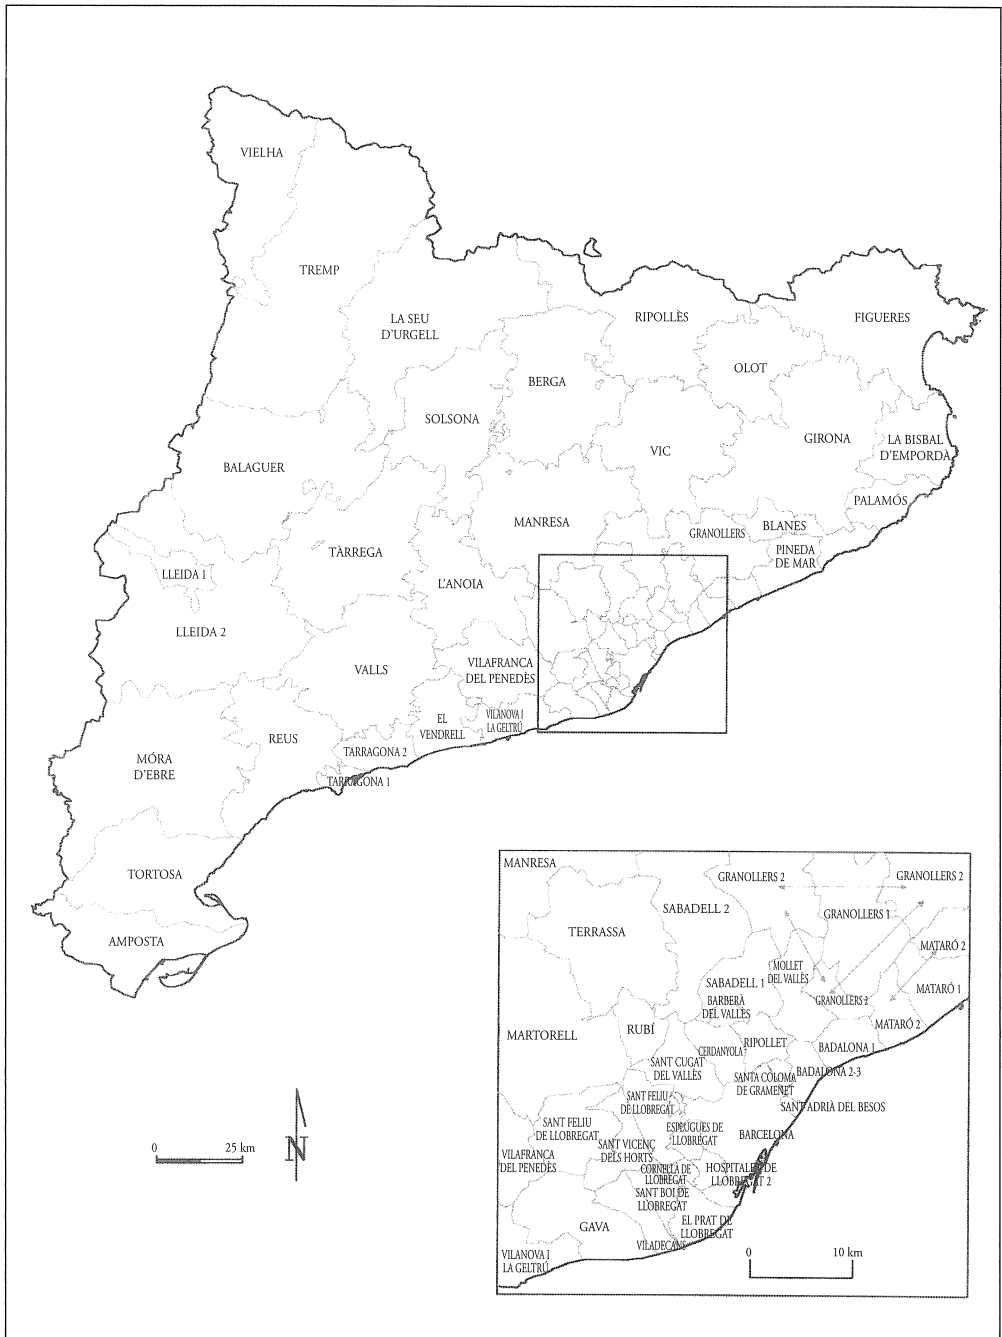 VIELHA
TREMP
LA SEU
D'URGELL
RIPOLLÈS
FIGUERES
OLOT
BERGA
SOLSONA
GIRONA
LA BISBAL
D'EMPORDÀ
VIC
BALAGUER
PALAMÓS
MANRESA
GRANOLLERS
BLANES
PINEDA
DE MAR
TÀRREGA
LLEIDA 1
L'ANOIA
LLEIDA 2
VALLS
VILAFRANCA
DEL PENEDÈS
EL
VENDRELL
VILANOVA I
LA GELTRÚ
REUS
TARRAGONA 2
TARRAGONA 1
MÓRA
D'EBRE
TORTOSA
AMPOSTA
0 25 km
N
MANRESA
GRANOLLERS 2
GRANOLLERS 2
SABADELL 2
GRANOLLERS 1
TERRASSA
MATARÓ 2
MOLLET
DEL VALLÈS
SABADELL 1
MATARÓ 1
BARBERÀ
DEL VALLÈS
GRANOLLERS 2
MATARÓ 2
MARTORELL
RUBÍ
RIPOLLET
BADALONA 1
CERDANYOLA
SANT CUGAT
DEL VALLÈS
BADALONA 2-3
SANTA COLOMA
DE GRAMENET
SANT FELIU
DE LLOBREGAT
SANT ADRIÀ DEL BESOS
SANT FELIU
DE LLOBREGAT
ESPLUGUES DE
LLOBREGAT
BARCELONA
SANT VICENÇ
DELS HORTS
VILAFRANCA
DEL PENEDÈS
CORNELLÀ DE
LLOBREGAT
HOSPITALET DE
LLOBREGAT 2
SANT BOI DE
LLOBREGAT
GAVA
EL PRAT DE
LLOBREGAT
VILADECANS
VILANOVA I
LA GELTRÚ
0 10 km